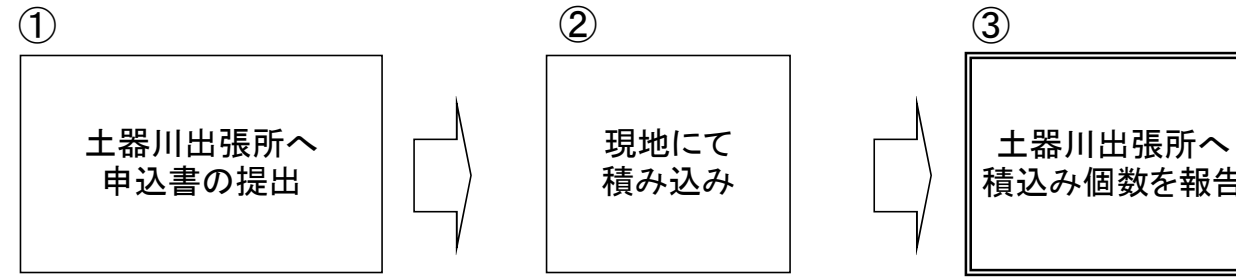 ①
土器川出張所へ
申込書の提出
②
現地にて
積み込み
③
土器川出張所へ
積込み個数を報告